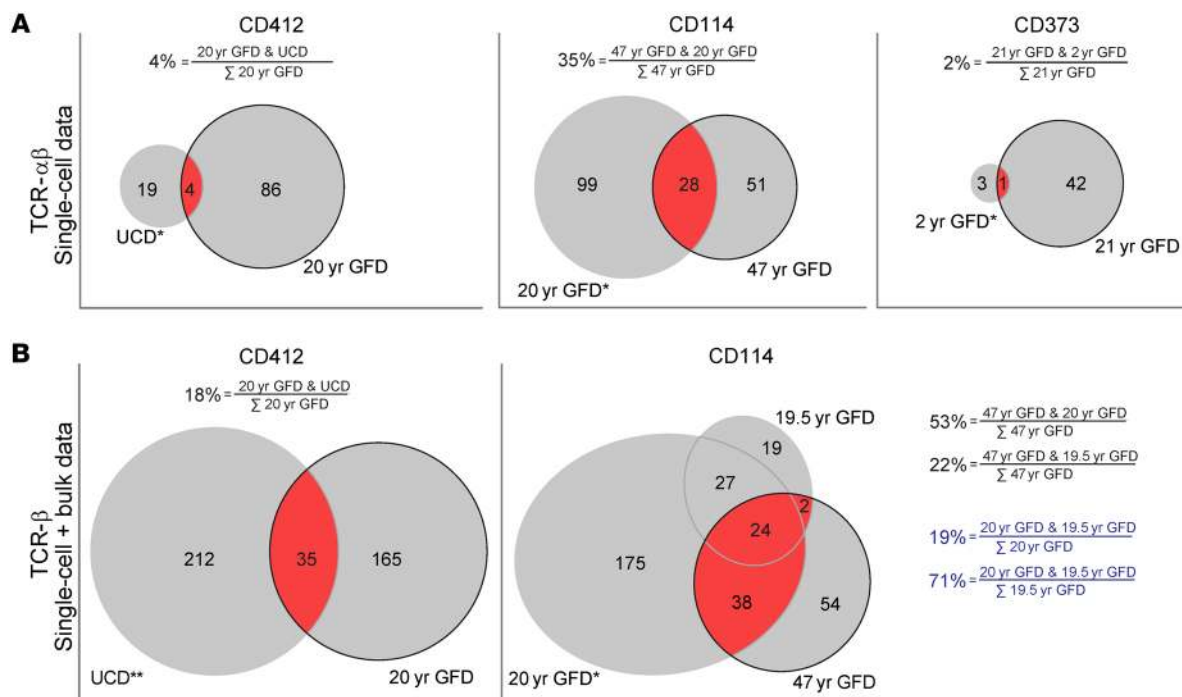 A
CD412
4% = 20 yr GFD & UCD
∑ 20 yr GFD
TCR-αβ
Single-cell data
19
4
86
UCD*
20 yr GFD
CD114
35% = 47 yr GFD & 20 yr GFD
∑ 47 yr GFD
99
28
51
20 yr GFD*
47 yr GFD
CD373
2% = 21 yr GFD & 2 yr GFD
∑ 21 yr GFD
3
1
42
2 yr GFD*
21 yr GFD
B
CD412
18% = 20 yr GFD & UCD
∑ 20 yr GFD
TCR-β
Single-cell + bulk data
212
35
165
UCD**
20 yr GFD
CD114
19.5 yr GFD
19
27
2
24
175
38
54
20 yr GFD*
47 yr GFD
53% = 47 yr GFD & 20 yr GFD
∑ 47 yr GFD
22% = 47 yr GFD & 19.5 yr GFD
∑ 47 yr GFD
19% = 20 yr GFD & 19.5 yr GFD
∑ 20 yr GFD
71% = 20 yr GFD & 19.5 yr GFD
∑ 19.5 yr GFD